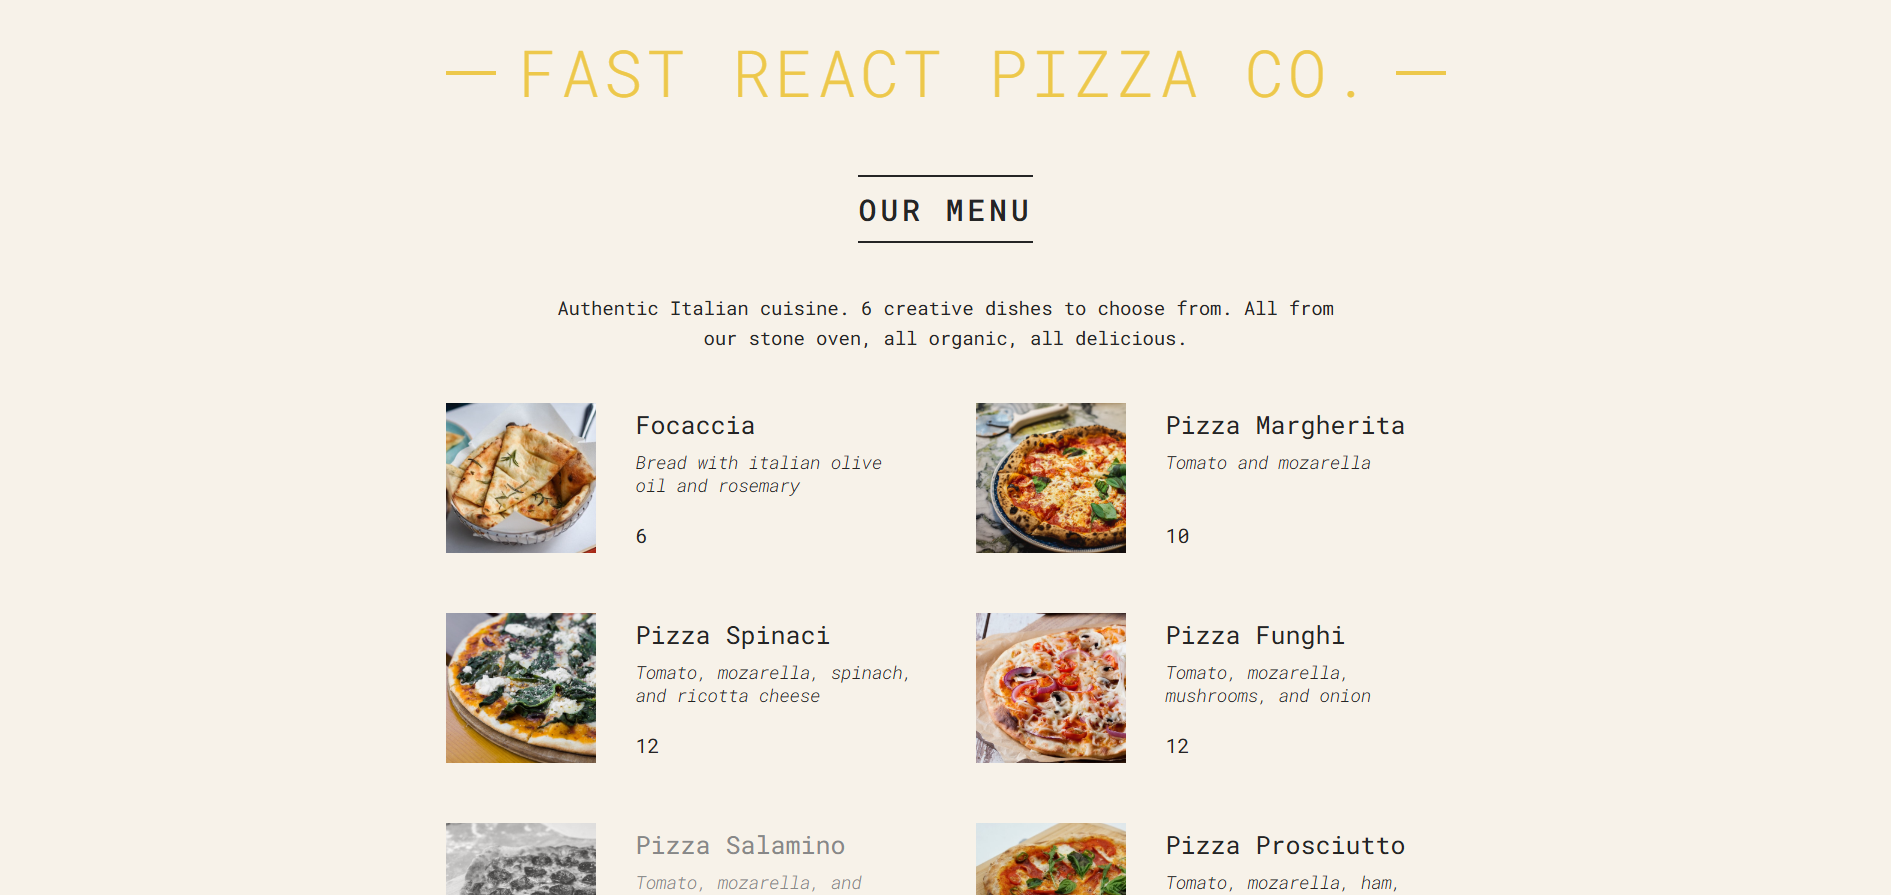 FAST REACT PIZZA CO.
OUR MENU
Authentic Italian cuisine. 6 creative dishes to choose from. All from
our stone oven, all organic, all delicious.
Focaccia
Bread with italian olive
oil and rosemary
6
Pizza Margherita
Tomato and mozarella
10
Pizza Spinaci
Tomato, mozarella, spinach,
and ricotta cheese
12
Pizza Funghi
Tomato, mozarella,
mushrooms, and onion
12
Pizza Salamino
Tomato, mozarella, and
Pizza Prosciutto
Tomato, mozarella, ham,